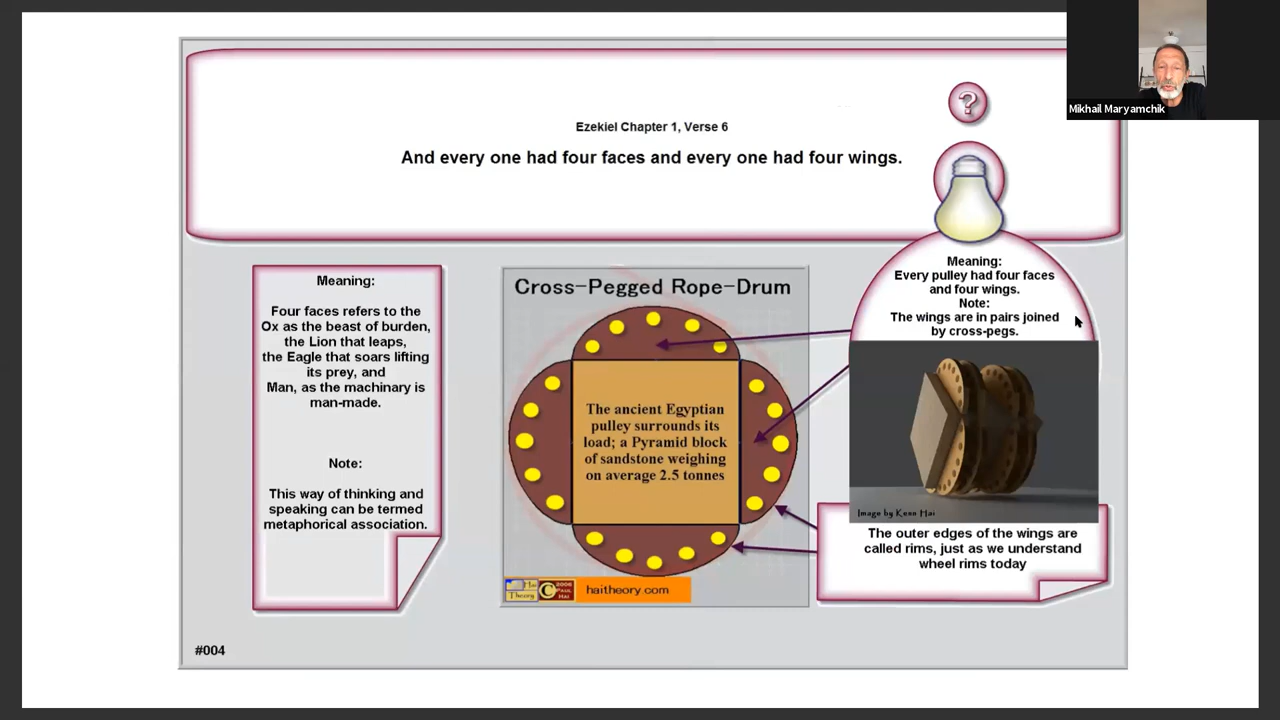 Mikhail Maryamchik
?
Ezekiel Chapter 1, Verse 6
And every one had four faces and every one had four wings.
Meaning:
Four faces refers to the
Ox as the beast of burden,
the Lion that leaps,
the Eagle that soars lifting
its prey, and
Man, as the machinary is
man-made.
Note:
This way of thinking and
speaking can be termed
metaphorical association.
Cross-Pegged Rope-Drum
The ancient Egyptian
pulley surrounds its
load; a Pyramid block
of sandstone weighing
on average 2.5 tonnes
Hai
Theory
C
2006
PAUL
HAI
haitheory.com
Meaning:
Every pulley had four faces
and four wings.
Note:
The wings are in pairs joined
by cross-pegs.
Image by Kenn Hai
The outer edges of the wings are
called rims, just as we understand
wheel rims today
#004